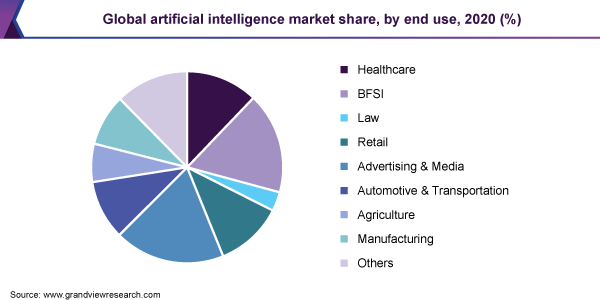 Global artificial intelligence market share, by end use, 2020 (%)
Healthcare
BFSI
Law
Retail
Advertising & Media
Automotive & Transportation
Agriculture
Manufacturing
Others
Source: www.grandviewresearch.com